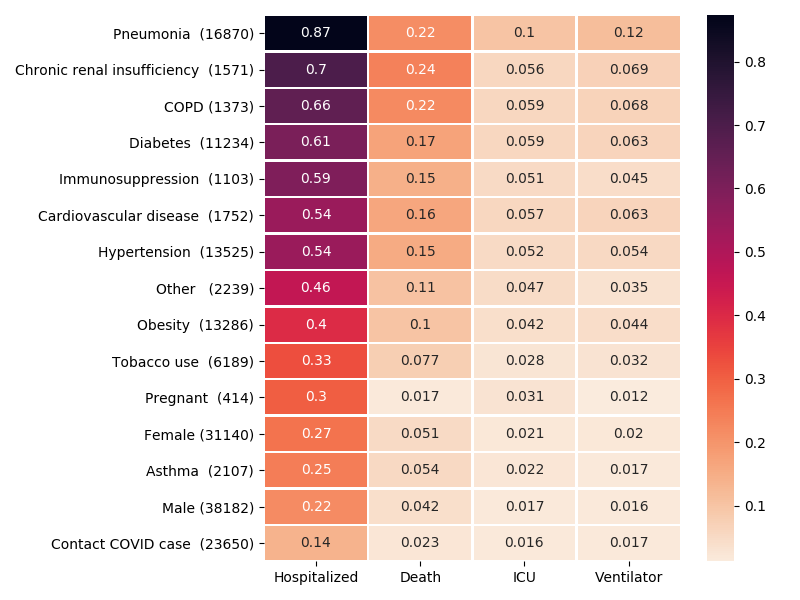 Pneumonia (16870) 0.87 0.22 0.1 0.12
Chronic renal insufficiency (1571) 0.7 0.24 0.056 0.069
COPD (1373) 0.66 0.22 0.059 0.068
Diabetes (11234) 0.61 0.17 0.059 0.063
Immunosuppression (1103) 0.59 0.15 0.051 0.045
Cardiovascular disease (1752) 0.54 0.16 0.057 0.063
Hypertension (13525) 0.54 0.15 0.052 0.054
Other (2239) 0.46 0.11 0.047 0.035
Obesity (13286) 0.4 0.1 0.042 0.044
Tobacco use (6189) 0.33 0.077 0.028 0.032
Pregnant (414) 0.3 0.017 0.031 0.012
Female (31140) 0.27 0.051 0.021 0.02
Asthma (2107) 0.25 0.054 0.022 0.017
Male (38182) 0.22 0.042 0.017 0.016
Contact COVID case (23650) 0.14 0.023 0.016 0.017
Hospitalized Death ICU Ventilator
0.8
0.7
0.6
0.5
0.4
0.3
0.2
0.1